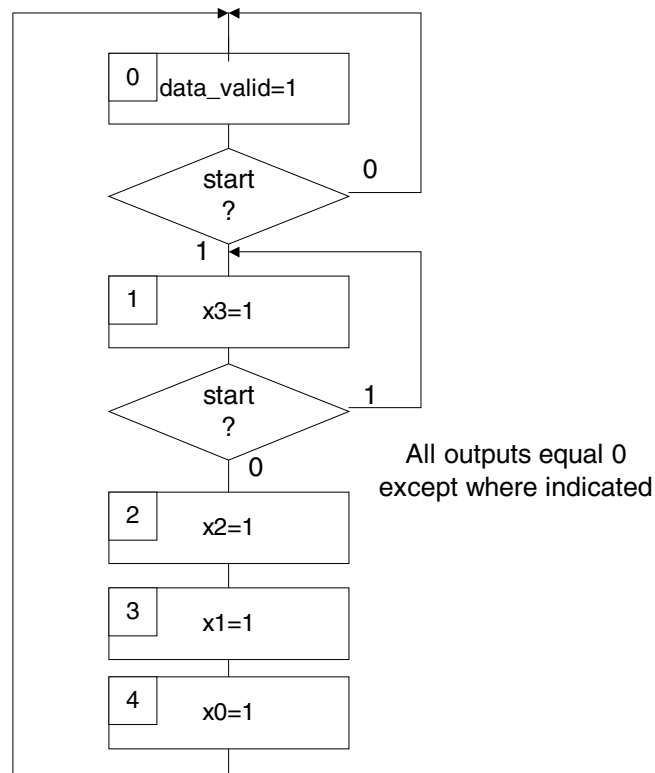 0
data_valid=1
start
?
0
1
1
x3=1
start
?
1
0
All outputs equal 0
except where indicated
2
x2=1
3
x1=1
4
x0=1